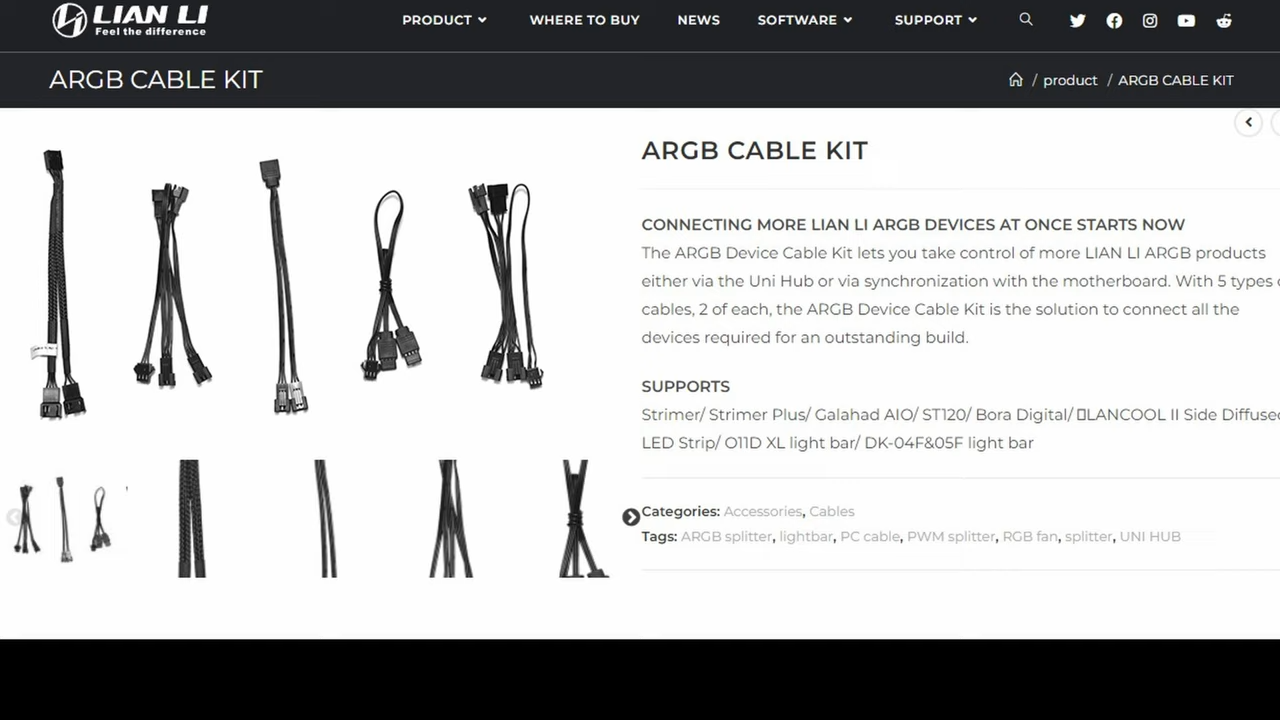 LIAN LI
Feel the difference
PRODUCT
WHERE TO BUY
NEWS
SOFTWARE
SUPPORT
ARGB CABLE KIT
/ product / ARGB CABLE KIT
ARGB CABLE KIT
CONNECTING MORE LIAN LI ARGB DEVICES AT ONCE STARTS NOW
The ARGB Device Cable Kit lets you take control of more LIAN LI ARGB products
either via the Uni Hub or via synchronization with the motherboard. With 5 types
cables, 2 of each, the ARGB Device Cable Kit is the solution to connect all the
devices required for an outstanding build.
SUPPORTS
Strimer/ Strimer Plus/ Galahad AIO/ ST120/ Bora Digital/ LANCOOL II Side Diffused
LED Strip/ O11D XL light bar/ DK-04F&05F light bar
Categories: Accessories, Cables
Tags: ARGB splitter, lightbar, PC cable, PWM splitter, RGB fan, splitter, UNI HUB